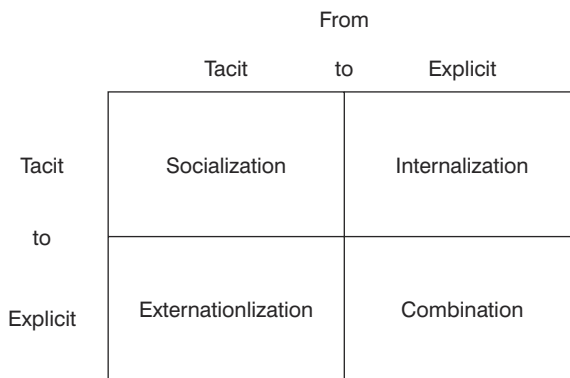 From
Tacit to Explicit
Tacit Socialization Internalization
to
Explicit Externationlization Combination